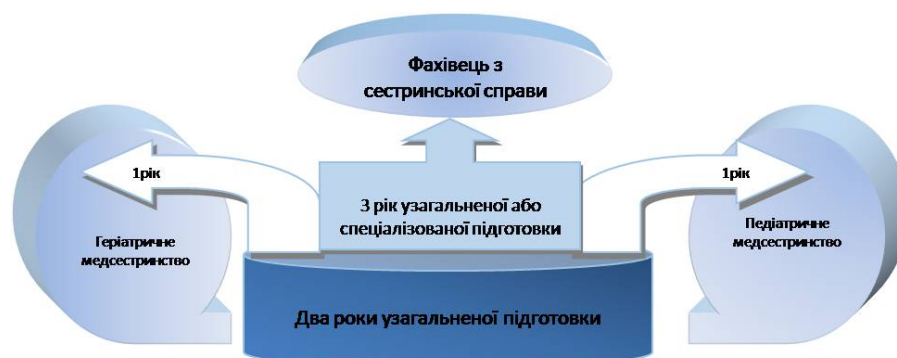 Фахівець з
сестринської справи
1рік
1рік
3 рік узагальненої або
спеціалізованої підготовки
Геріатричне
медсестринство
Педіатричне
медсестринство
Два роки узагальненої підготовки